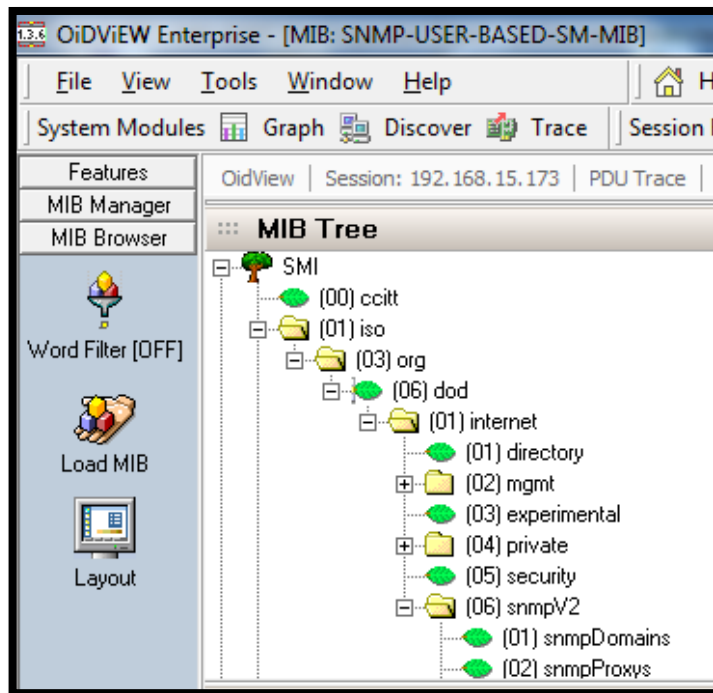 1.3.6 OiDViEW Enterprise - [MIB: SNMP-USER-BASED-SM-MIB]
File View Tools Window Help H
System Modules Graph Discover Trace Session
Features
MIB Manager
MIB Browser
Word Filter [OFF]
Load MIB
Layout
OidView Session: 192.168.15.173 PDU Trace
MIB Tree
SMI
(00) ccitt
(01) iso
(03) org
(06) dod
(01) internet
(01) directory
(02) mgmt
(03) experimental
(04) private
(05) security
(06) snmpV2
(01) snmpDomains
(02) snmpProxys